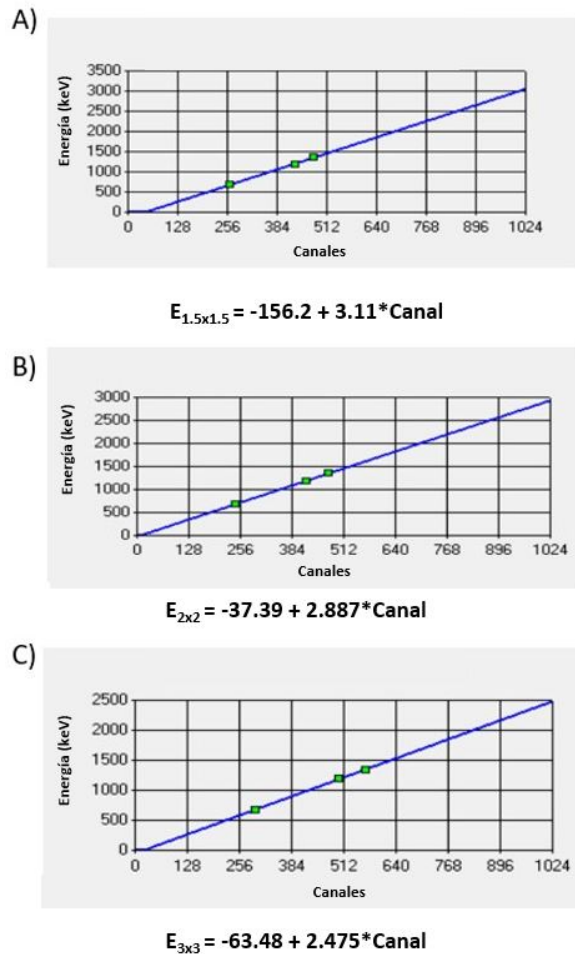 A)
Energía (keV)
3500
3000
2500
2000
1500
1000
500
0
0 128 256 384 512 640 768 896 1024
Canales
E1.5x1.5 = -156.2 + 3.11*Canal
B)
Energía (keV)
3000
2500
2000
1500
1000
500
0
0 128 256 384 512 640 768 896 1024
Canales
E2x2 = -37.39 + 2.887*Canal
C)
Energía (keV)
2500
2000
1500
1000
500
0
0 128 256 384 512 640 768 896 1024
Canales
E3x3 = -63.48 + 2.475*Canal